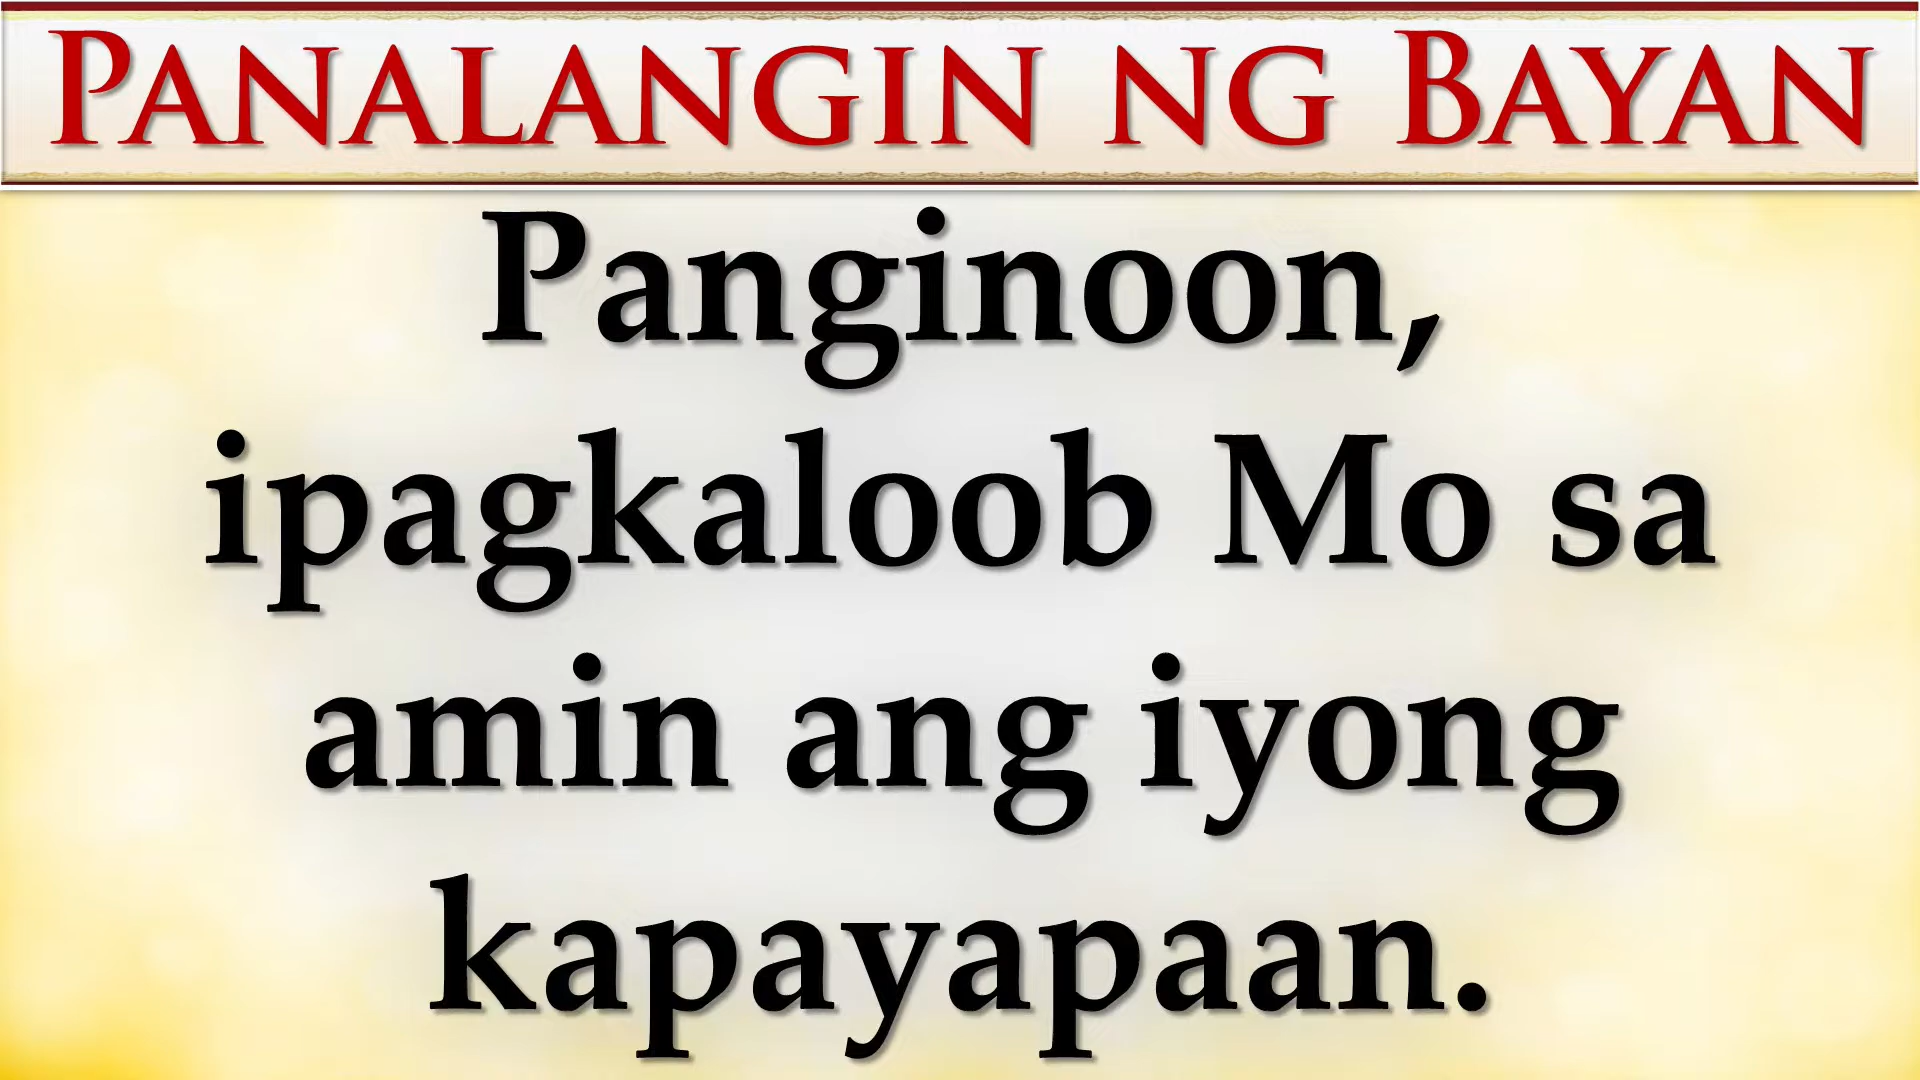 Panalangin ng Bayan
Panginoon,
ipagkaloob Mo sa
amin ang iyong
kapayapaan.